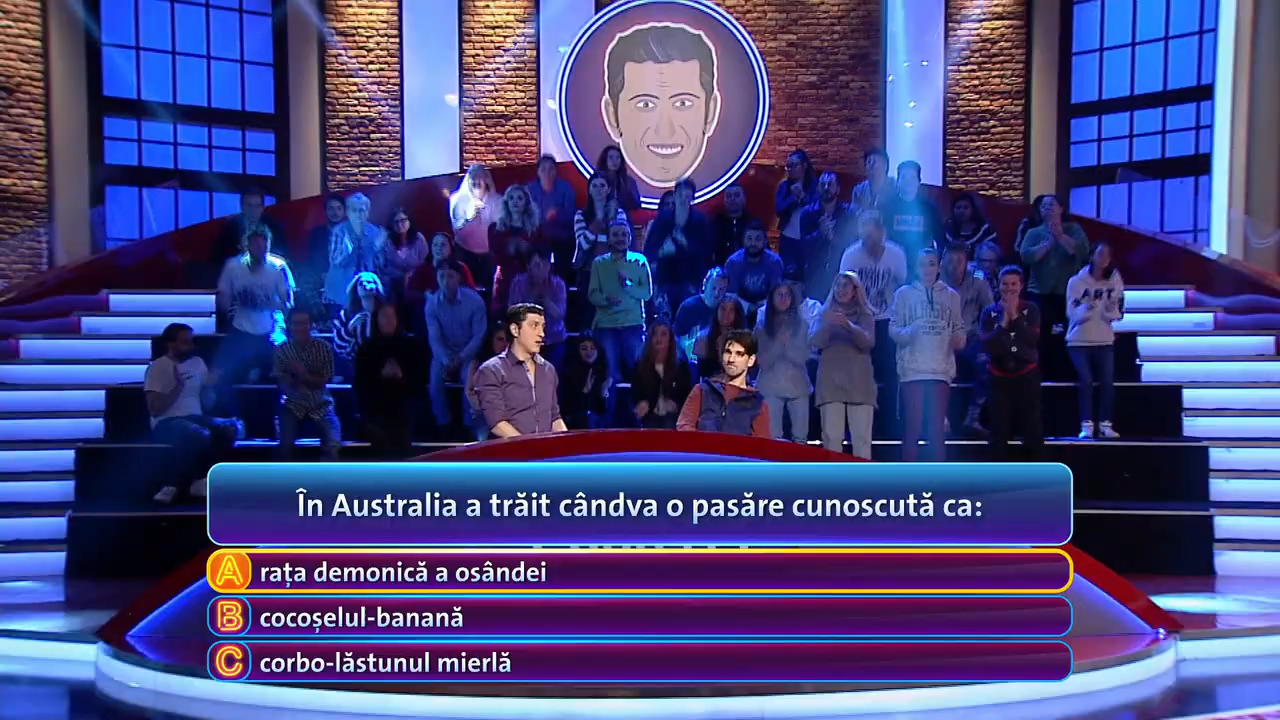 În Australia a trăit cândva o pasăre cunoscută ca:
A rața demonică a osândei
B cocoșelul-banană
C corbo-lăstunul mierlă